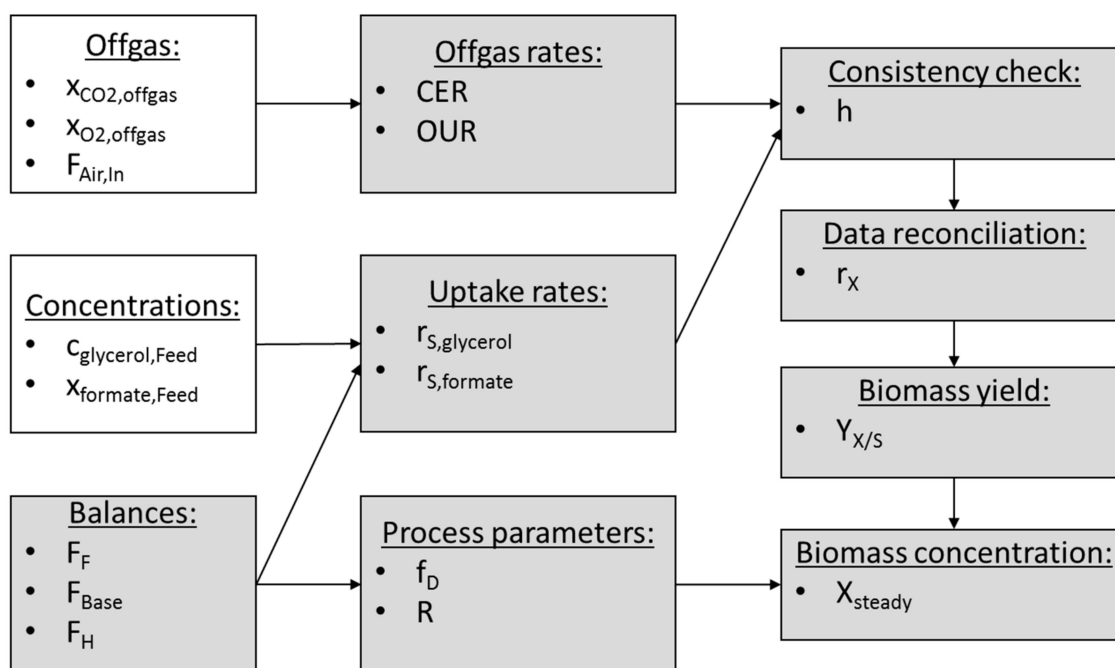 Offgas:
• x_CO2,offgas
• x_O2,offgas
• F_Air,In
Offgas rates:
• CER
• OUR
Consistency check:
• h
Concentrations:
• c_glycerol,Feed
• x_formate,Feed
Uptake rates:
• r_S,glycerol
• r_S,formate
Data reconciliation:
• r_X
Biomass yield:
• Y_X/S
Balances:
• F_F
• F_Base
• F_H
Process parameters:
• f_D
• R
Biomass concentration:
• X_steady